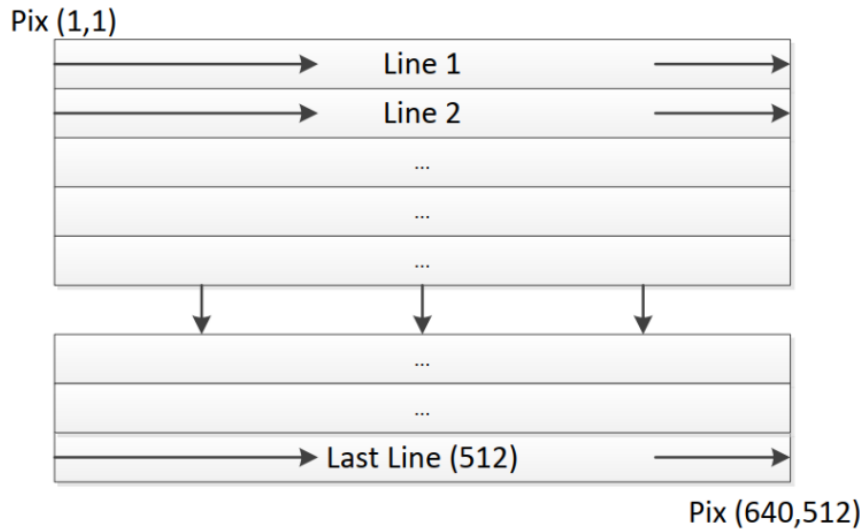 Pix (1,1)
Line 1
Line 2
...
...
...
...
...
Last Line (512)
Pix (640,512)